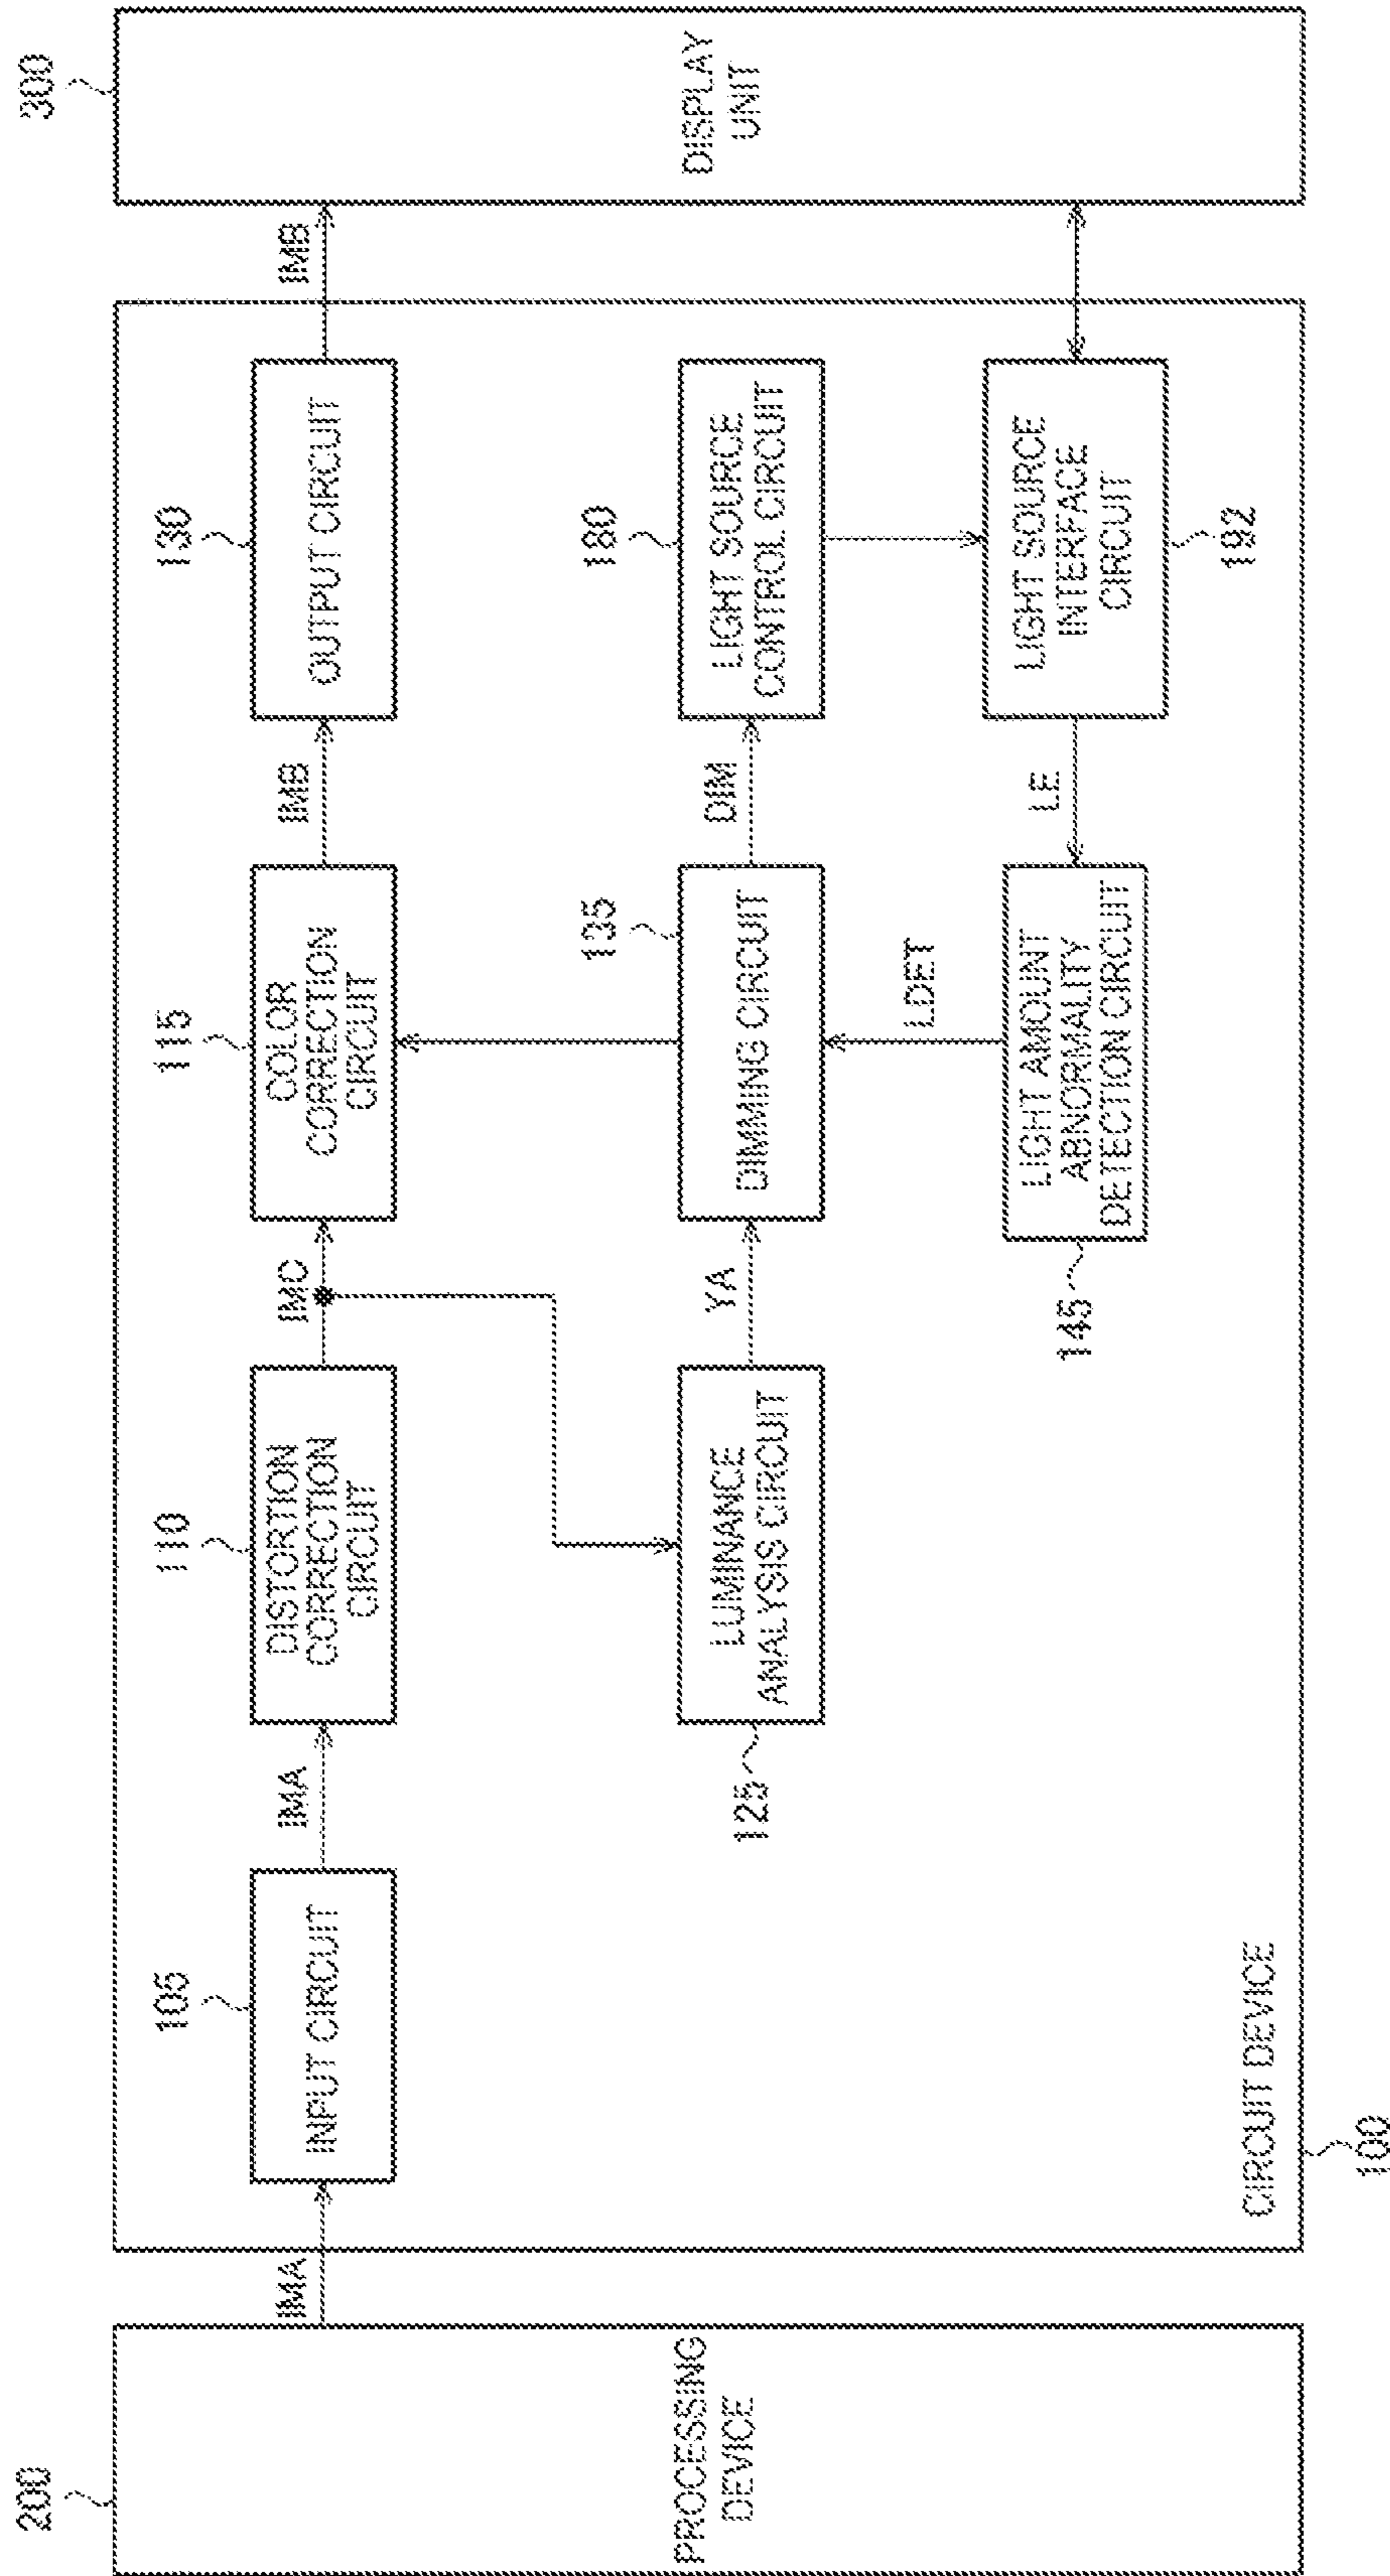 200
PROCESSING
DEVICE
IMA
105
INPUT CIRCUIT
IMA
110
DISTORTION
CORRECTION
CIRCUIT
IMC
115
COLOR
CORRECTION
CIRCUIT
IMB
130
OUTPUT CIRCUIT
IMB
300
DISPLAY
UNIT
125
LUMINANCE
ANALYSIS CIRCUIT
YA
135
DIMMING CIRCUIT
DIM
180
LIGHT SOURCE
CONTROL CIRCUIT
LDET
145
LIGHT AMOUNT
ABNORMALITY
DETECTION CIRCUIT
LE
LIGHT SOURCE
INTERFACE
CIRCUIT
192
CIRCUIT DEVICE
100